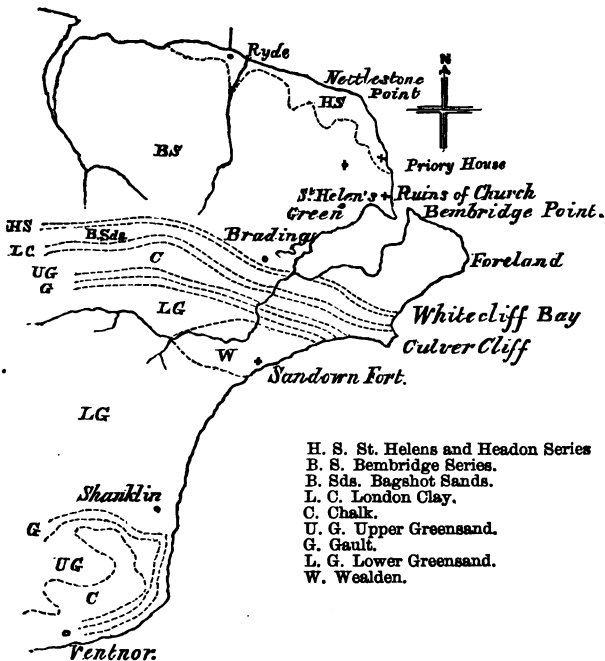 Ryde
N
Nettlestone
Point
HS
BS
Priory House
St Helen's
Green
Ruins of Church
Bembridge Point.
HS
B.Sds
Brading
LC
C
Foreland
UG
G
LG
Whitecliff Bay
Culver Cliff
W
Sandown Fort.
LG
H. S. St. Helens and Headon Series
B. S. Bembridge Series.
B. Sds. Bagshot Sands.
L. C. London Clay.
C. Chalk.
U. G. Upper Greensand.
G. Gault.
L. G. Lower Greensand.
W. Wealden.
Shanklin
G
UG
C
Ventnor.